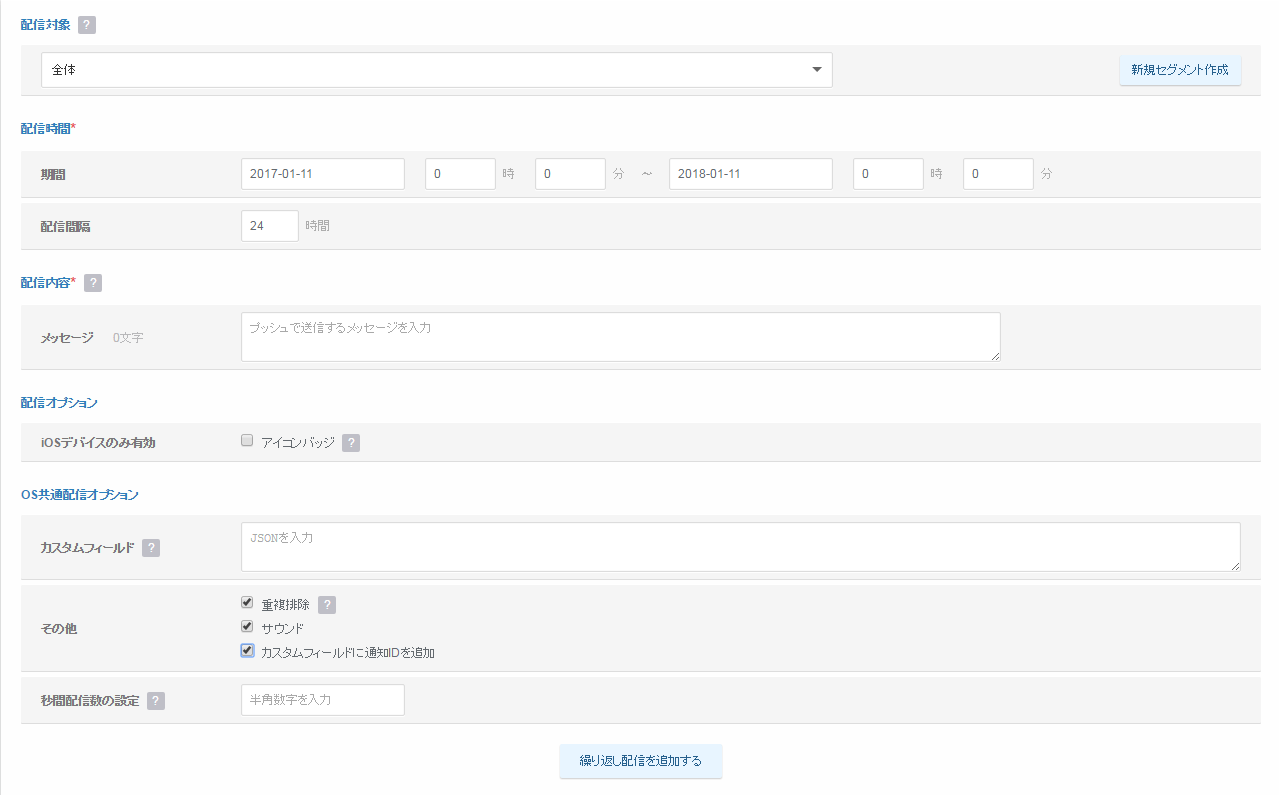 配信対象 ?
全体 新規セグメント作成
配信時間*
期間 2017-01-11 0 時 0 分 ～ 2018-01-11 0 時 0 分
配信間隔 24 時間
配信内容* ?
メッセージ 0文字 プッシュで送信するメッセージを入力
配信オプション
iOSデバイスのみ有効 アイコンバッジ ?
OS共通配信オプション
カスタムフィールド ? JSONを入力
重複排除 ?
その他 サウンド
カスタムフィールドに通知IDを追加
秒間配信数の設定 ? 半角数字を入力
繰り返し配信を追加する